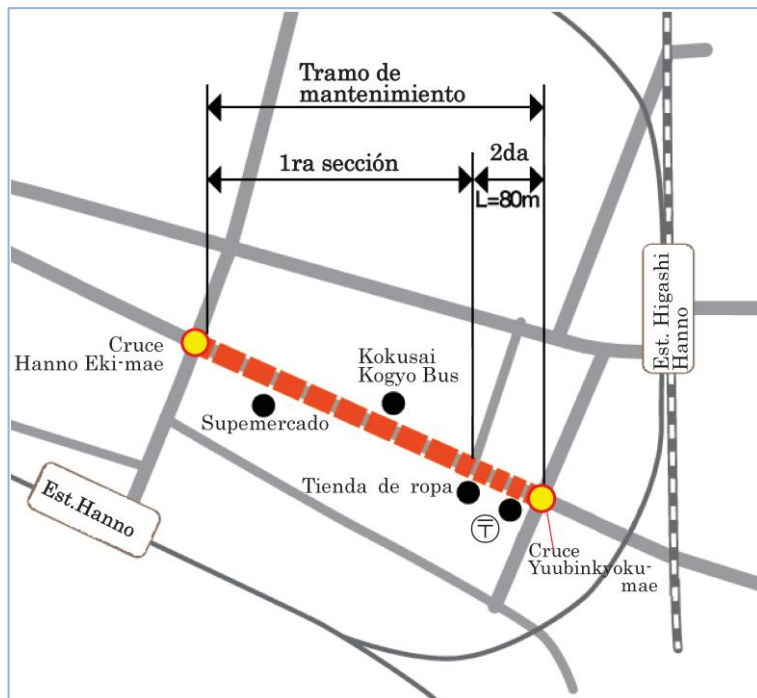 Tramo de
mantenimiento
1ra sección
2da
L=80m
Est. Higashi
Hanno
Cruce
Hanno Eki-mae
Kokusai
Kogyo Bus
Supemercado
Tienda de ropa
Est.Hanno
〒
Cruce
Yuubinkyoku-
mae